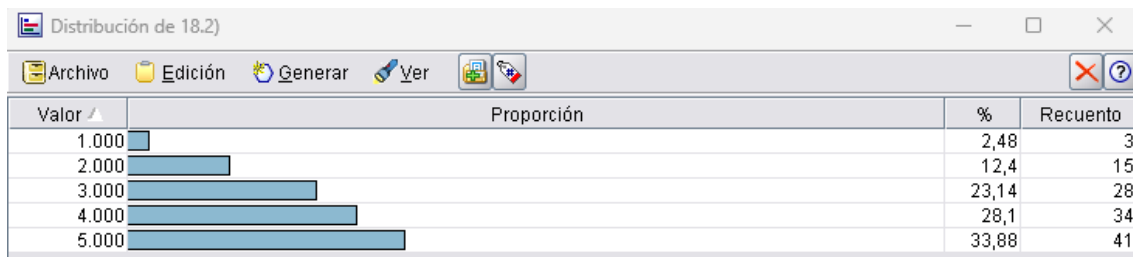 Distribución de 18.2)
Archivo Edición Generar Ver
Valor Proporción % Recuento
1.000 2,48 3
2.000 12,4 15
3.000 23,14 28
4.000 28,1 34
5.000 33,88 41